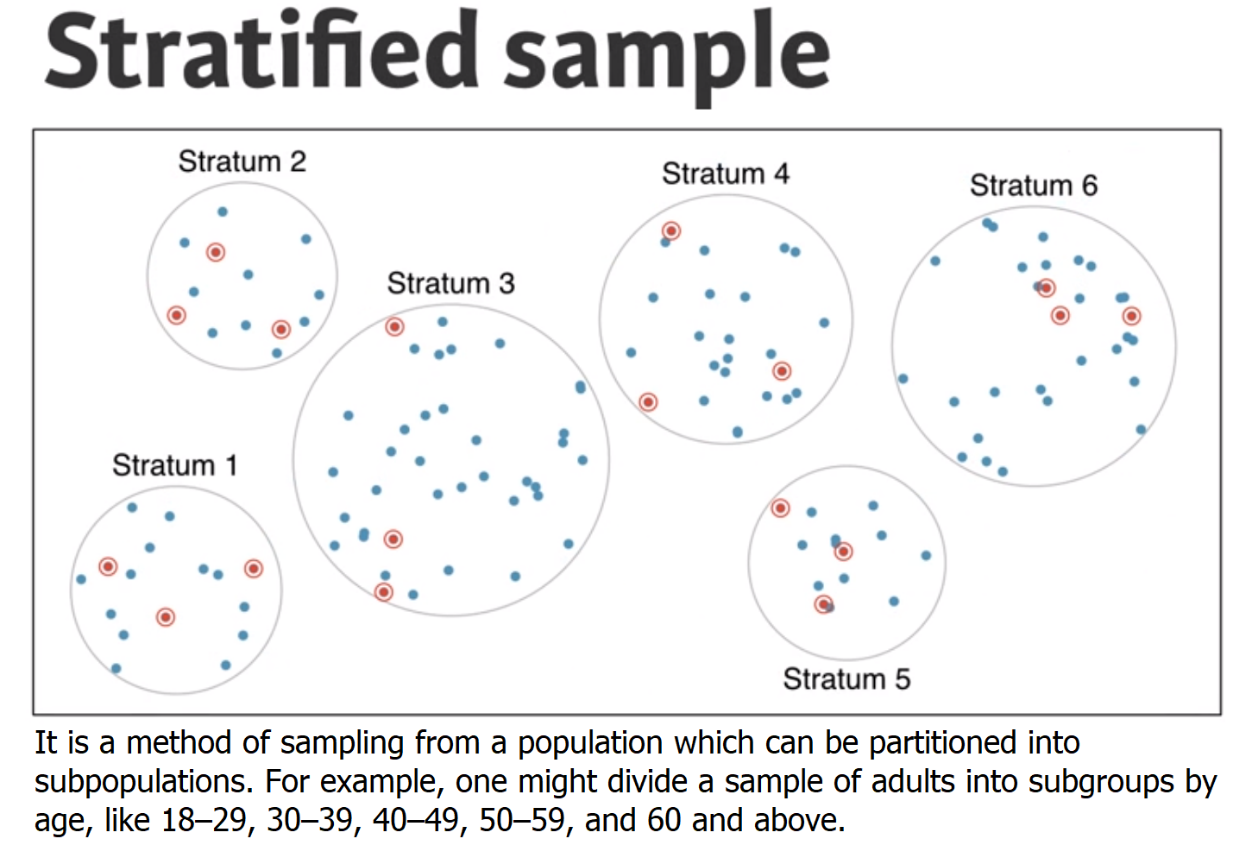 Stratified sample
Stratum 2
Stratum 4
Stratum 6
Stratum 3
Stratum 1
Stratum 5
It is a method of sampling from a population which can be partitioned into
subpopulations. For example, one might divide a sample of adults into subgroups by
age, like 18–29, 30–39, 40–49, 50–59, and 60 and above.